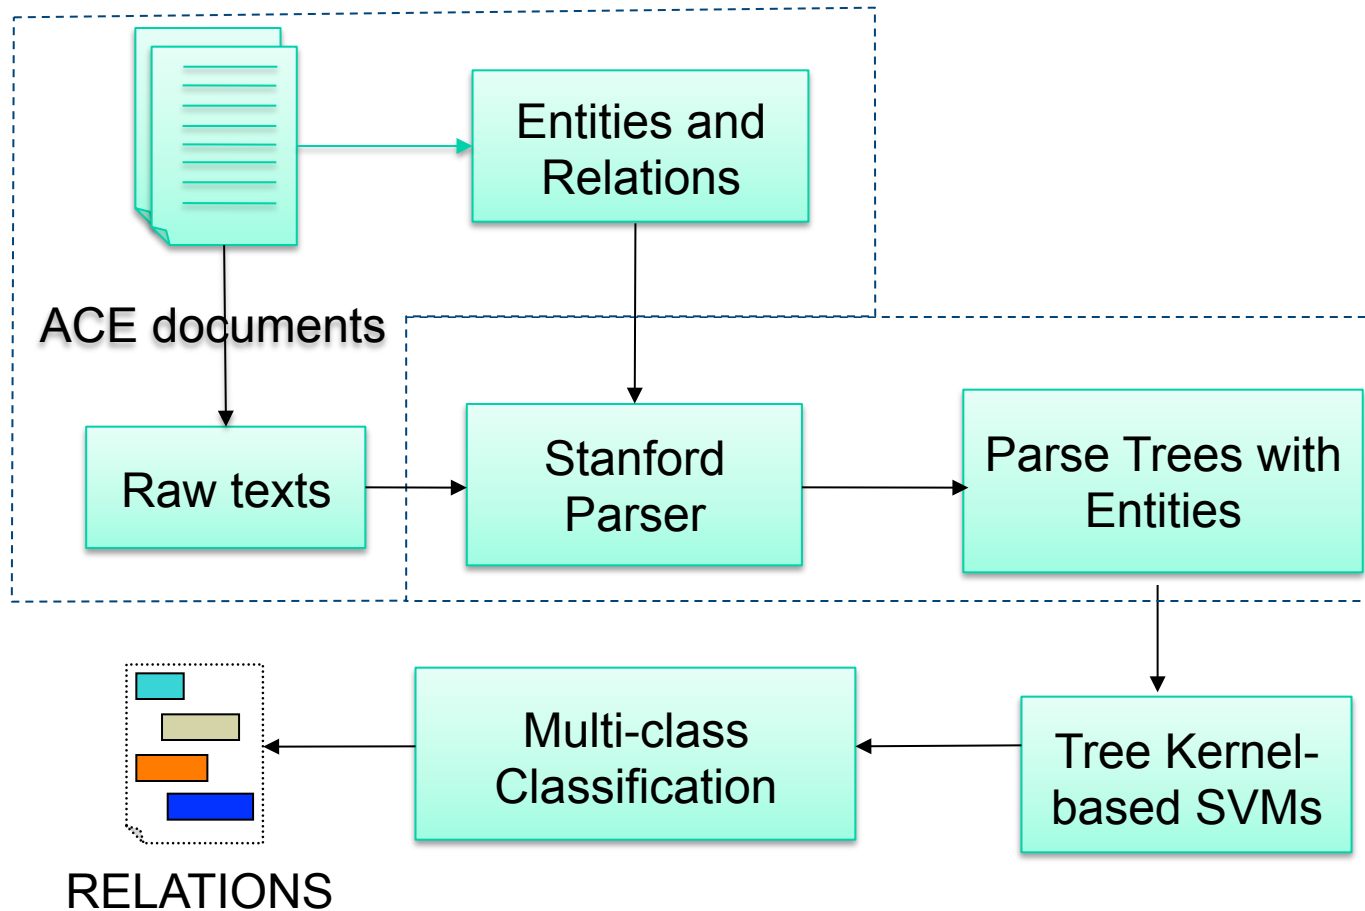 Entities and
Relations
ACE documents
Raw texts
Stanford
Parser
Parse Trees with
Entities
Multi-class
Classification
Tree Kernel-
based SVMs
RELATIONS